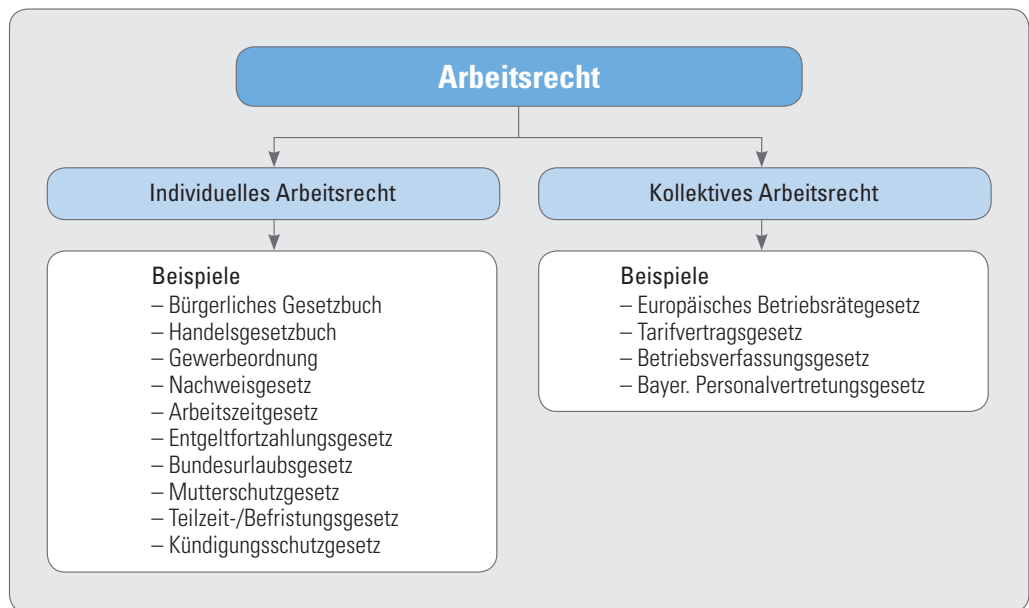 Arbeitsrecht
Individuelles Arbeitsrecht
Beispiele
– Bürgerliches Gesetzbuch
– Handelsgesetzbuch
– Gewerbeordnung
– Nachweisgesetz
– Arbeitszeitgesetz
– Entgeltfortzahlungsgesetz
– Bundesurlaubsgesetz
– Mutterschutzgesetz
– Teilzeit-/Befristungsgesetz
– Kündigungsschutzgesetz
Kollektives Arbeitsrecht
Beispiele
– Europäisches Betriebsrätegesetz
– Tarifvertragsgesetz
– Betriebsverfassungsgesetz
– Bayer. Personalvertretungsgesetz